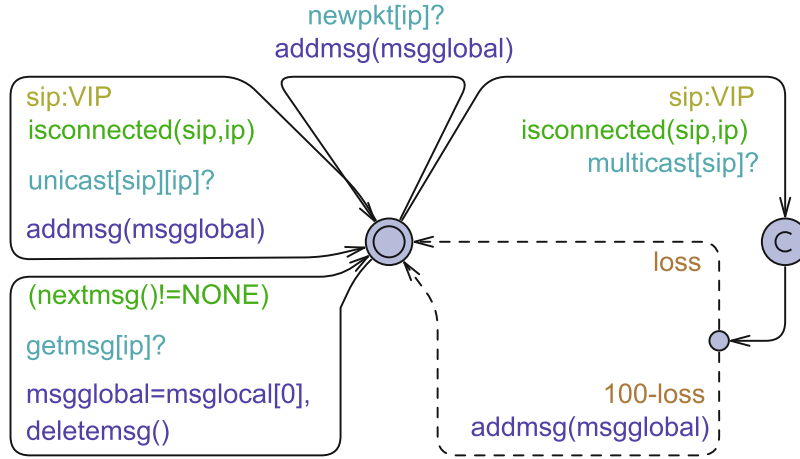 newpkt[ip]?
addmsg(msgglobal)
sip:VIP
isconnected(sip,ip)
unicast[sip][ip]?
addmsg(msgglobal)
sip:VIP
isconnected(sip,ip)
multicast[sip]?
C
loss
(nextmsg()!=NONE)
getmsg[ip]?
msgglobal=msglocal[0],
deletemsg()
100-loss
addmsg(msgglobal)